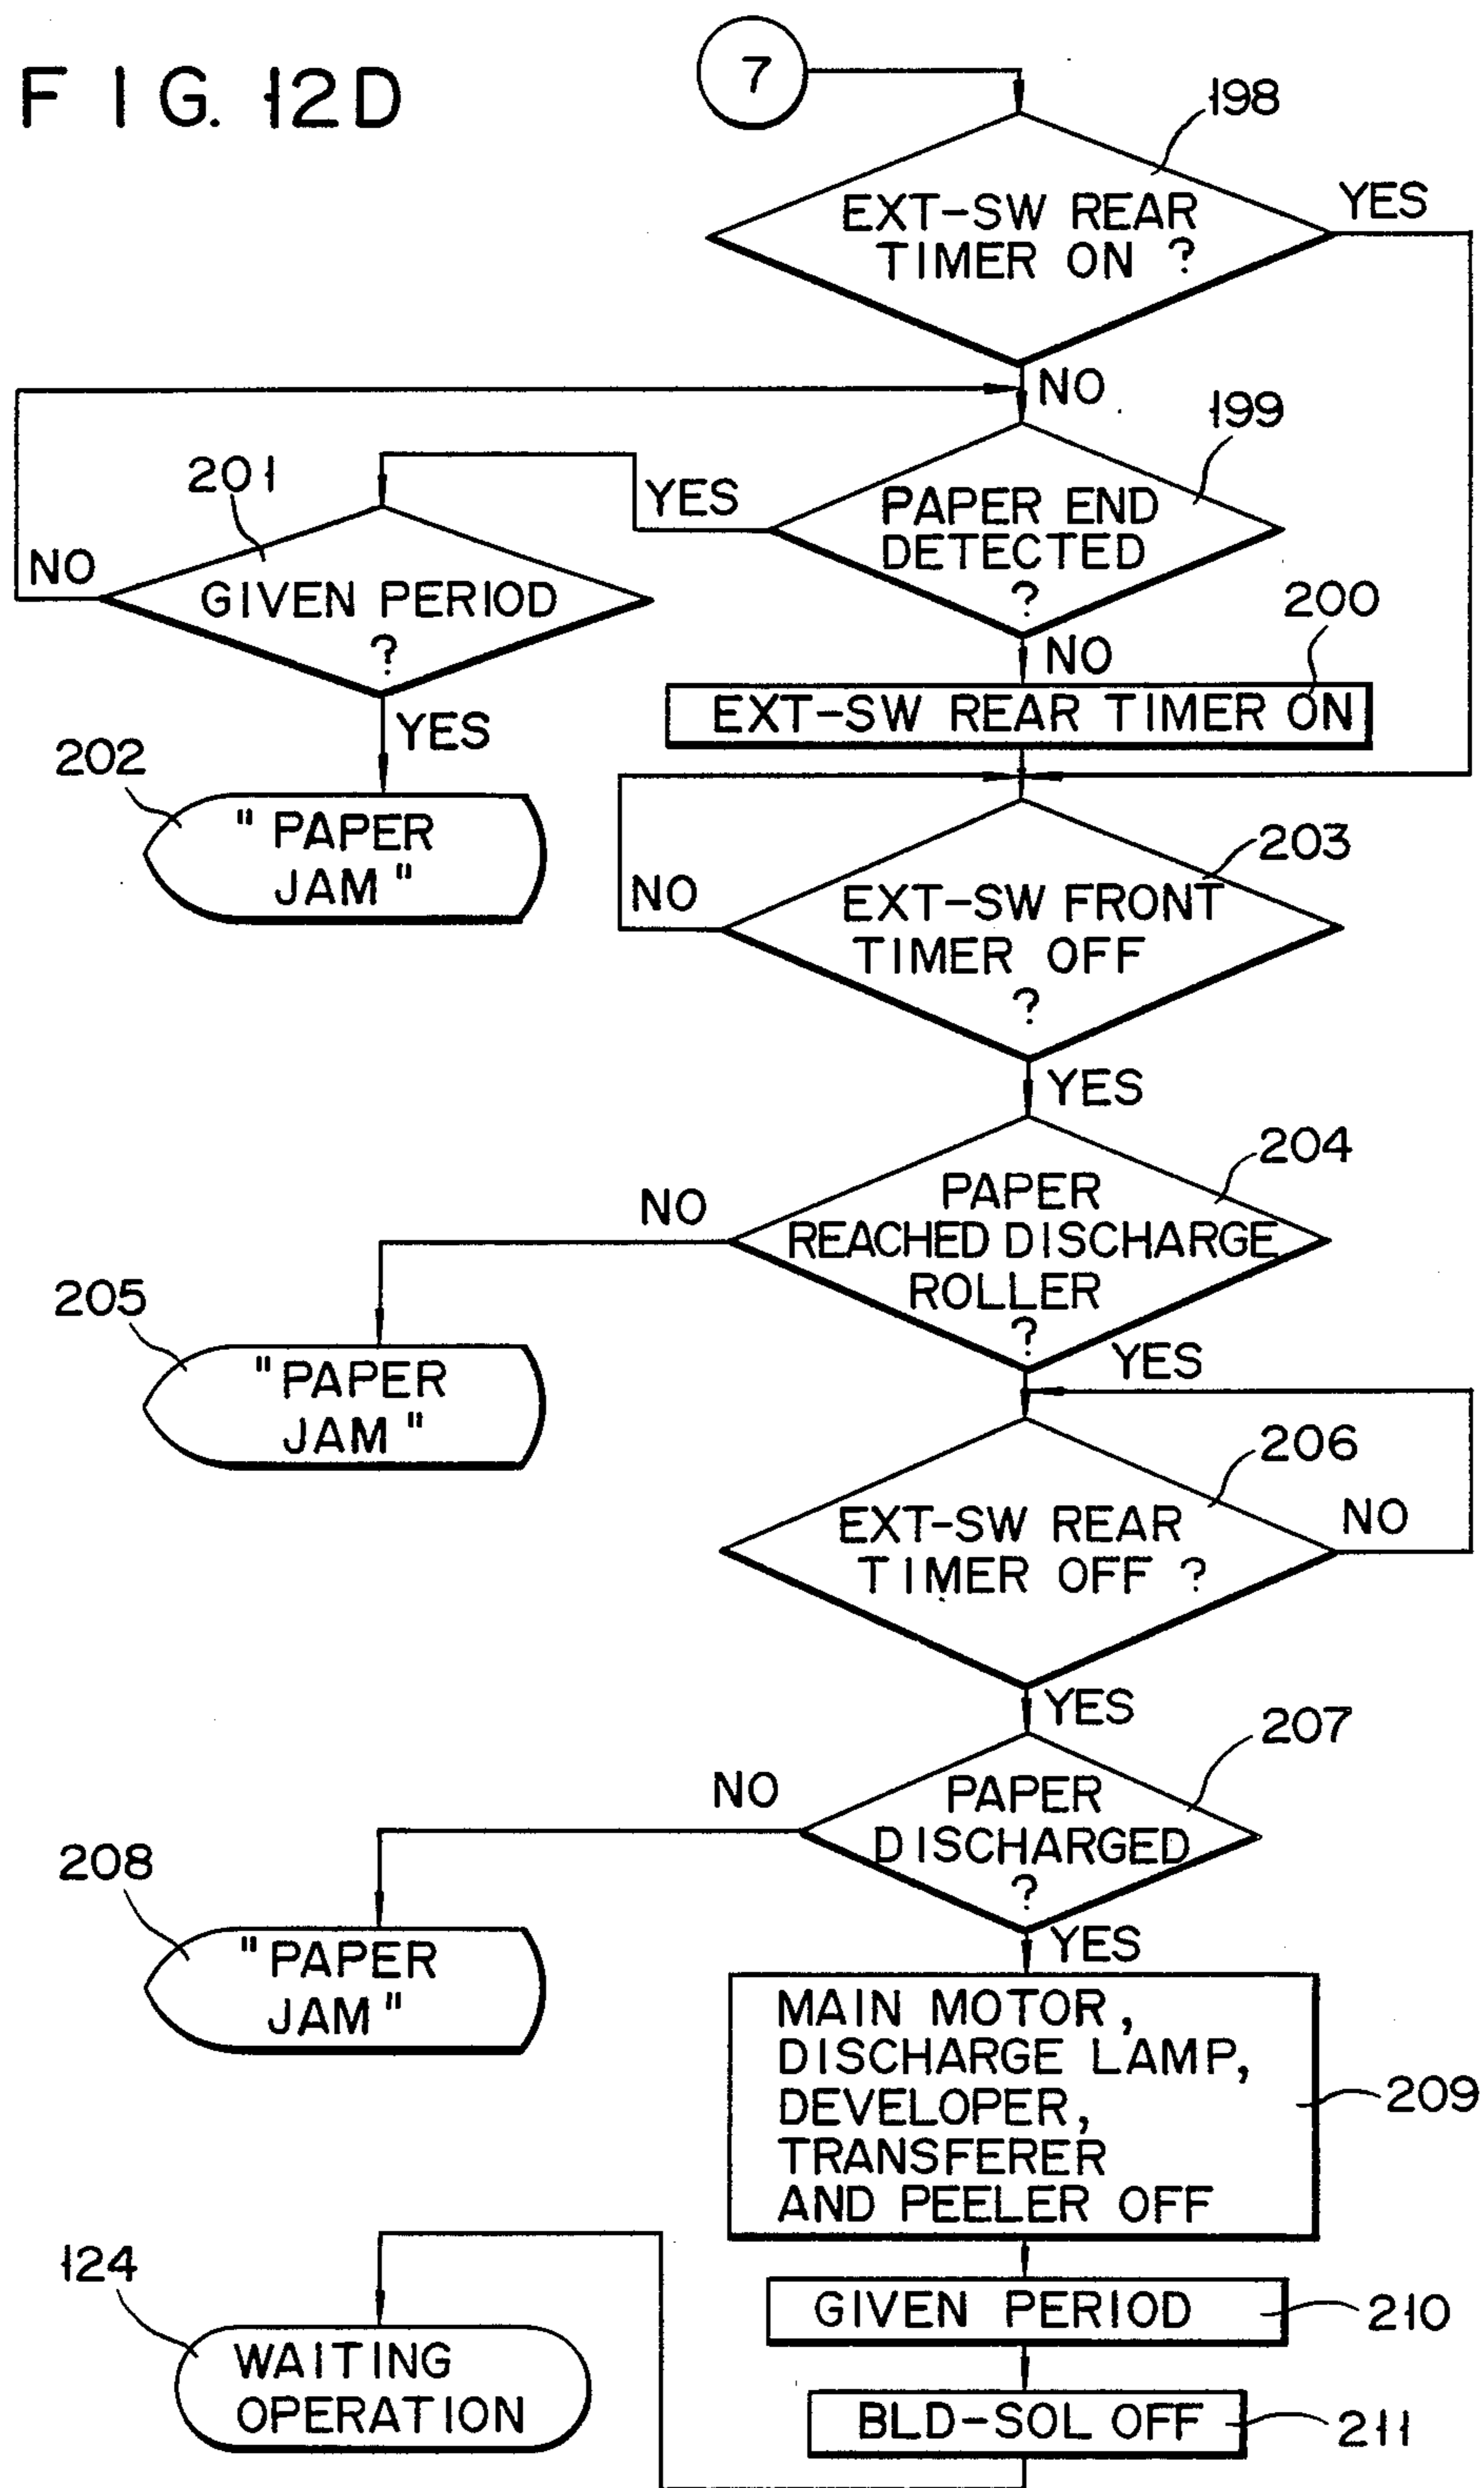 FIG. 12D
7
198
EXT-SW REAR
TIMER ON ?
YES
NO
199
201
YES
PAPER END
DETECTED
?
NO
GIVEN PERIOD
?
200
NO
EXT-SW REAR TIMER ON
YES
202
" PAPER
JAM "
203
NO
EXT-SW FRONT
TIMER OFF
?
YES
204
NO
PAPER
REACHED DISCHARGE
ROLLER
?
205
YES
"PAPER
JAM "
206
EXT-SW REAR
TIMER OFF ?
NO
YES
207
NO
PAPER
DISCHARGED
?
208
YES
"PAPER
JAM "
MAIN MOTOR,
DISCHARGE LAMP,
DEVELOPER,
TRANSFERER
AND PEELER OFF
209
124
GIVEN PERIOD
210
WAITING
OPERATION
BLD-SOL OFF
211